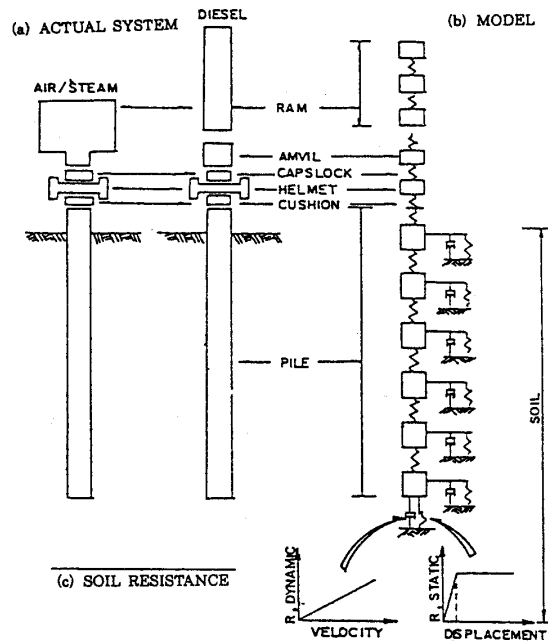 (a) ACTUAL SYSTEM
DIESEL
(b) MODEL
AIR/STEAM
RAM
AMVIL
CAPSLOCK
HELMET
CUSHION
PILE
SOIL
(c) SOIL RESISTANCE
R DYNAMIC
VELOCITY
R STATIC
DISPLACEMENT